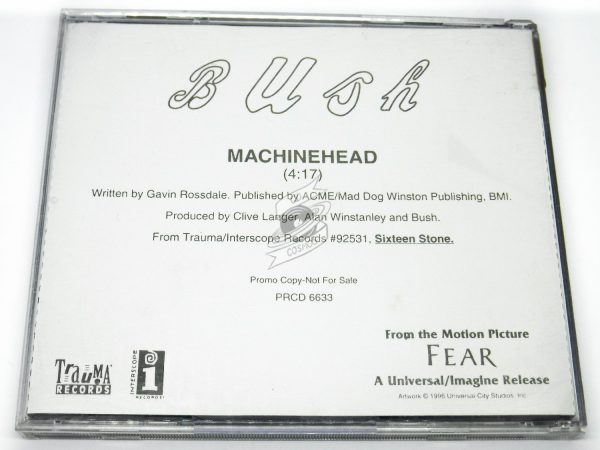 Bush
MACHINEHEAD
(4:17)
Written by Gavin Rossdale. Published by ACME/Mad Dog Winston Publishing, BMI.
Produced by Clive Langer, Alan Winstanley and Bush.
From Trauma/Interscope Records #92531, Sixteen Stone.
COSMOS
Promo Copy-Not For Sale
PRCD 6633
TRAUMA
RECORDS
INTERSCOPE
i
RECORDS
From the Motion Picture
FEAR
A Universal/Imagine Release
Artwork © 1996 Universal City Studios, Inc.